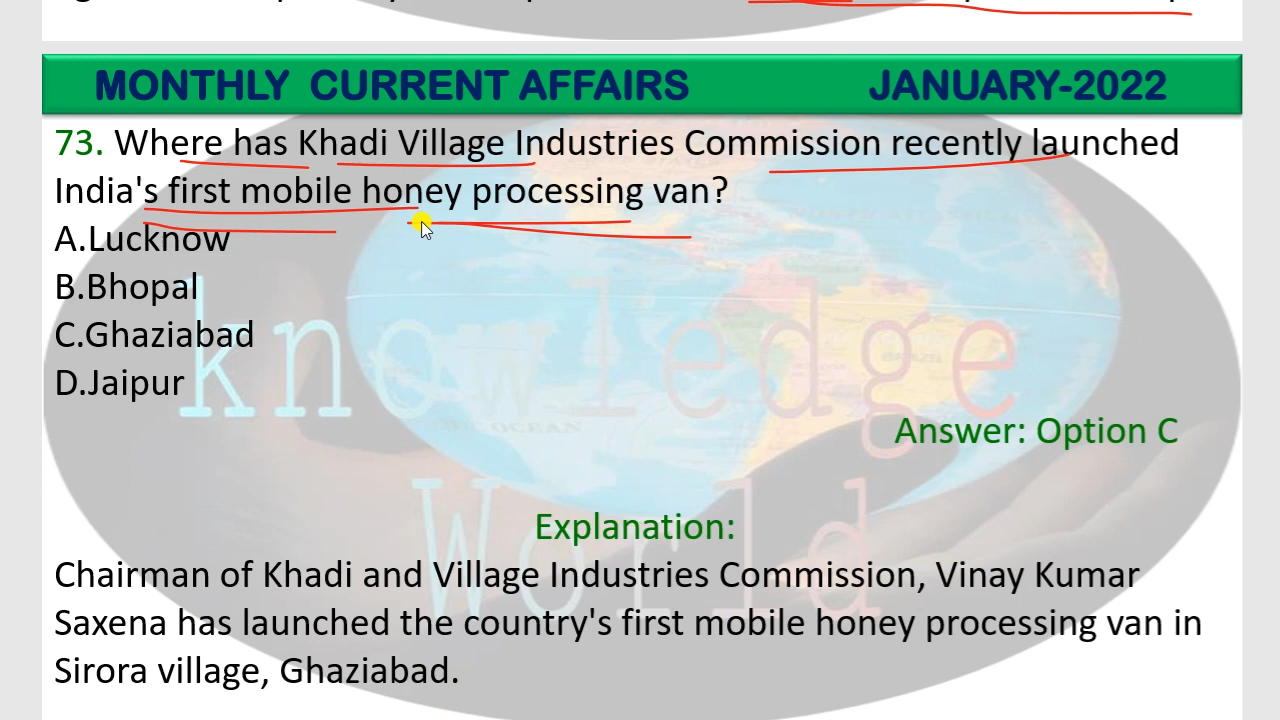 MONTHLY CURRENT AFFAIRS JANUARY-2022
73. Where has Khadi Village Industries Commission recently launched
India's first mobile honey processing van?
A.Lucknow
B.Bhopal
C.Ghaziabad
D.Jaipur
knowledge
Answer: Option C
World
Explanation:
Chairman of Khadi and Village Industries Commission, Vinay Kumar
Saxena has launched the country's first mobile honey processing van in
Sirora village, Ghaziabad.